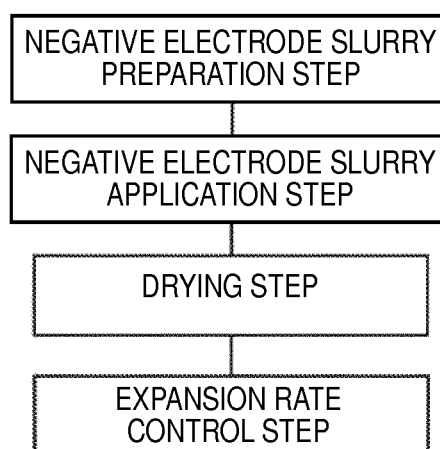 NEGATIVE ELECTRODE SLURRY
PREPARATION STEP
NEGATIVE ELECTRODE SLURRY
APPLICATION STEP
DRYING STEP
EXPANSION RATE
CONTROL STEP